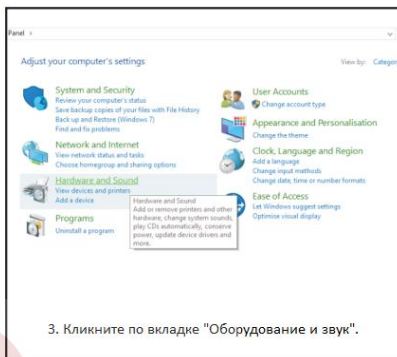 Panel
Adjust your computer's settings
View by: Categor
System and Security
Review your computer's status
Save backup copies of your files with File History
Back up and Restore (Windows 7)
Find and fix problems
Network and Internet
View network status and tasks
Choose homegroup and sharing options
Hardware and Sound
View devices and printers
Add a device
Hardware and Sound
Add or remove printers and other
hardware, change system sounds,
play CDs automatically, conserve
power, update device drivers and
more.
Programs
Uninstall a program
User Accounts
Change account type
Appearance and Personalisation
Change the theme
Clock, Language and Region
Add a language
Change input methods
Change date, time or number formats
Ease of Access
Let Windows suggest settings
Optimise visual display
3. Кликните по вкладке "Оборудование и звук".